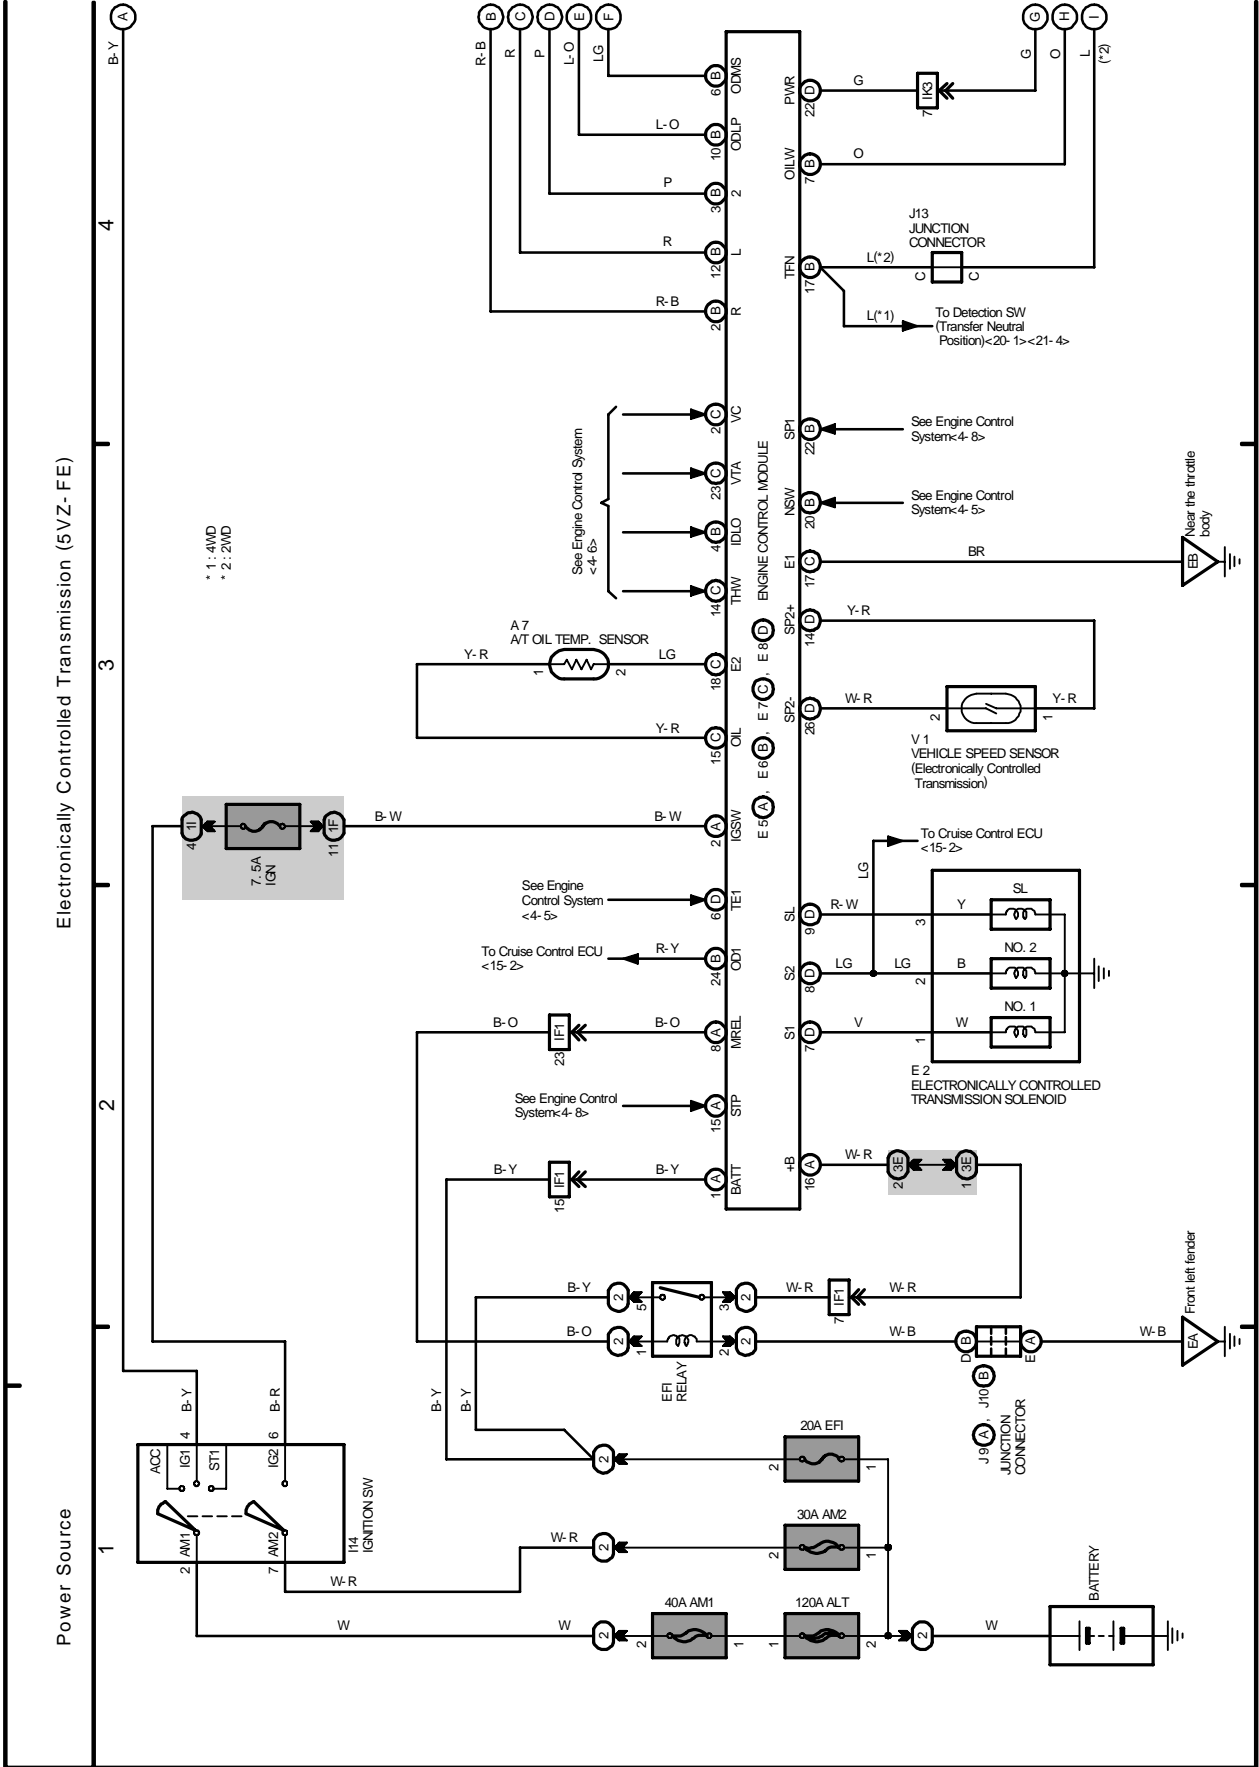 Power Source
Electronically Controlled Transmission (5VZ- FE)
1
2
3
4
* 1 : 4WD
* 2 : 2WD
A
B- Y
B
C
D
E
F
R- B
R
P
L- O
LG
G
H
I
G
O
L
(*2)
ACC
IG1
ST1
IG2
AM1
AM2
2
7
4
6
B- Y
B- R
I14
IGNITION SW
W- R
W- R
W
W
2
2
2
2
40A AM1
2
1
120A ALT
1
2
30A AM2
2
1
20A EFI
2
1
W
BATTERY
B- Y
B- Y
EFI
RELAY
B- Y
B- O
2
2
5
1
3
2
2
2
W- R
IF1
7
W- R
W- B
D
B
E
A
W- B
J 9
A
,
J10
B
JUNCTION
CONNECTOR
EA
Front left fender
4
1I
7. 5A
IGN
11
1F
B- W
B- W
See Engine
Control System
<4- 5>
To Cruise Control ECU
<15- 2>
R- Y
B- O
IF1
23
B- O
See Engine Control
System<4- 8>
B- Y
IF1
15
B- Y
1
A
BATT
15
A
STP
8
A
MREL
24
B
OD1
6
D
TE1
2
A
IGSW
15
C
OIL
18
C
E2
14
C
THW
4
B
IDLO
23
C
VTA
2
C
VC
2
B
R
12
B
L
3
B
2
10
B
ODLP
6
B
ODMS
Y- R
Y- R
A 7
A/T OIL TEMP. SENSOR
1
2
LG
See Engine Control System
<4- 6>
R- B
R
P
L- O
E 5
A
,
E 6
B
,
E 7
C
,
E 8
D
ENGINE CONTROL MODULE
+B
16
A
W- R
2
3E
1
3E
S1
7
D
V
S2
8
D
LG
LG
SL
9
D
R- W
LG
To Cruise Control ECU
<15- 2>
1
2
3
W
B
Y
NO. 1
NO. 2
SL
E 2
ELECTRONICALLY CONTROLLED
TRANSMISSION SOLENOID
SP2-
26
D
W- R
2
1
Y- R
V 1
VEHICLE SPEED SENSOR
(Electronically Controlled
Transmission)
SP2+
14
D
Y- R
E1
17
C
BR
EB
Near the throttle
body
NSW
20
B
See Engine Control
System<4- 5>
SP1
22
B
See Engine Control
System<4- 8>
TFN
17
B
L(*2)
C
C
J13
JUNCTION
CONNECTOR
L(*1)
To Detection SW
(Transfer Neutral
Position)<20- 1><21- 4>
OILW
7
B
O
PWR
22
D
G
7
IK3